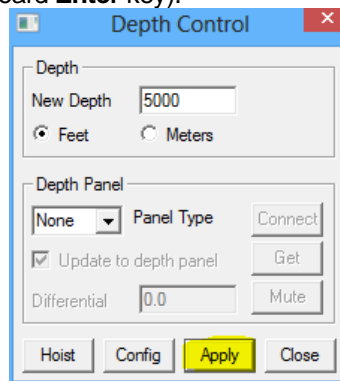 ard Enter key).
Depth Control
Depth
New Depth 5000
Feet Meters
Depth Panel
None Panel Type Connect
Update to depth panel Get
Differential 0.0 Mute
Hoist Config Apply Close